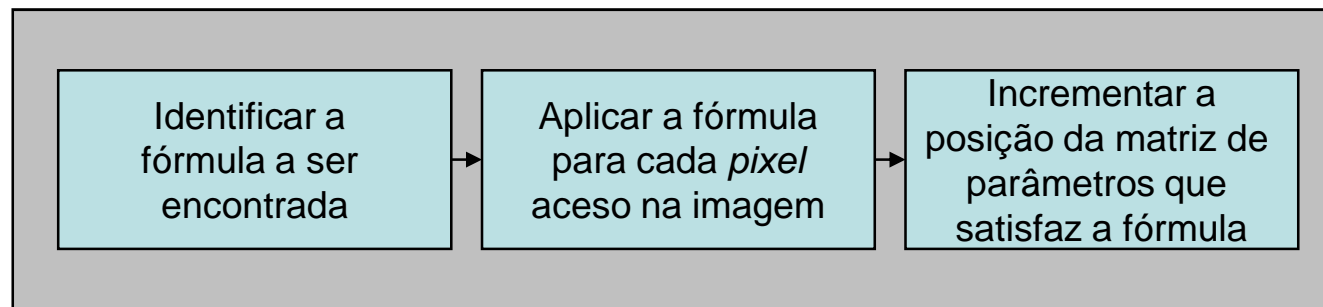 Identificar a
fórmula a ser
encontrada
Aplicar a fórmula
para cada pixel
aceso na imagem
Incrementar a
posição da matriz de
parâmetros que
satisfaz a fórmula